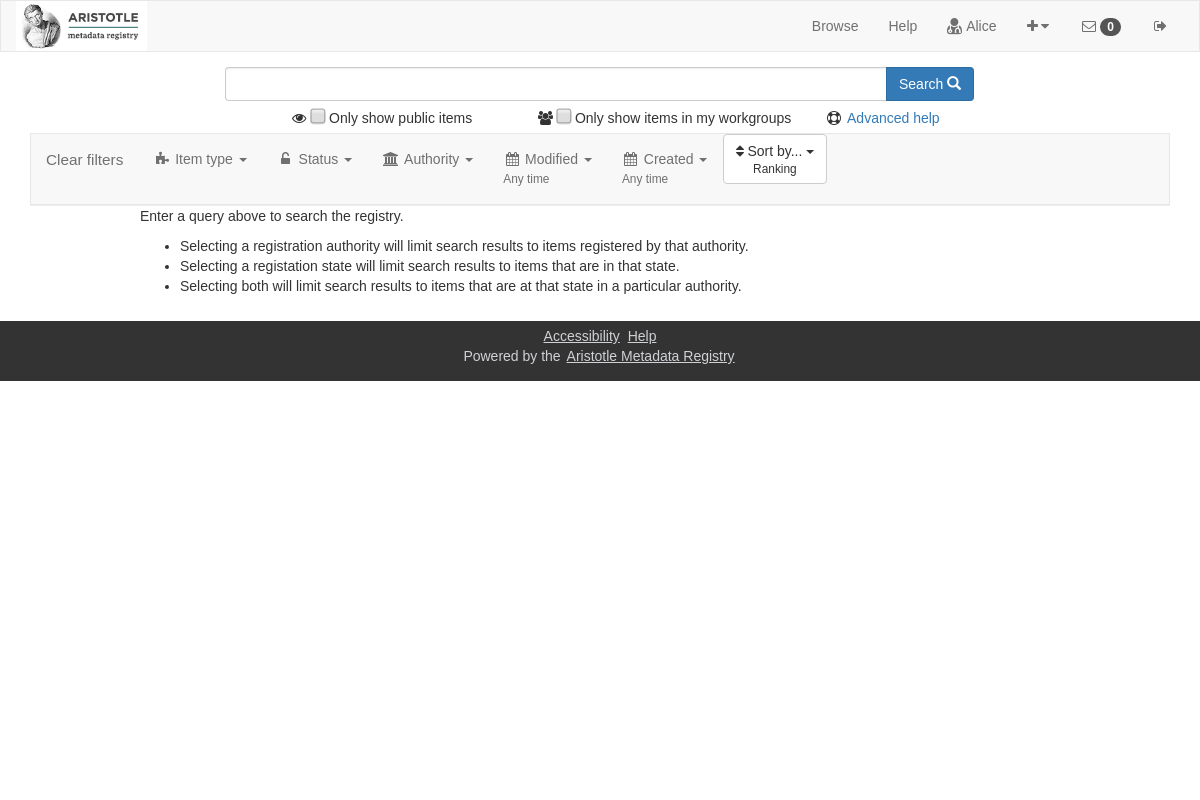 ARISTOTLE
metadata registry
Browse Help Alice 0
Search
Only show public items Only show items in my workgroups Advanced help
Clear filters Item type Status Authority Modified Created Sort by...
Any time Any time Ranking
Enter a query above to search the registry.
• Selecting a registration authority will limit search results to items registered by that authority.
• Selecting a registation state will limit search results to items that are in that state.
• Selecting both will limit search results to items that are at that state in a particular authority.
Accessibility Help
Powered by the Aristotle Metadata Registry